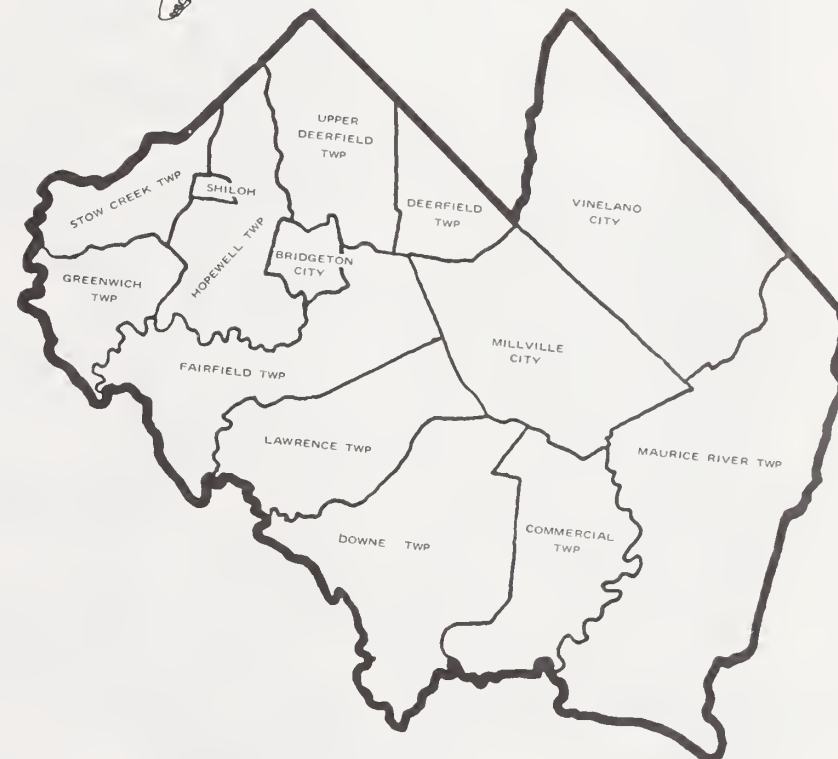 UPPER
DEERFIELD
TWP
STOW CREEK TWP
SHILOH
DEERFIELD
TWP
VINELAND
CITY
HOPEWELL TWP
BRIDGETON
CITY
GREENWICH
TWP
MILLVILLE
CITY
FAIRFIELD TWP
LAWRENCE TWP
MAURICE RIVER TWP
DOWNE TWP
COMMERCIAL
TWP